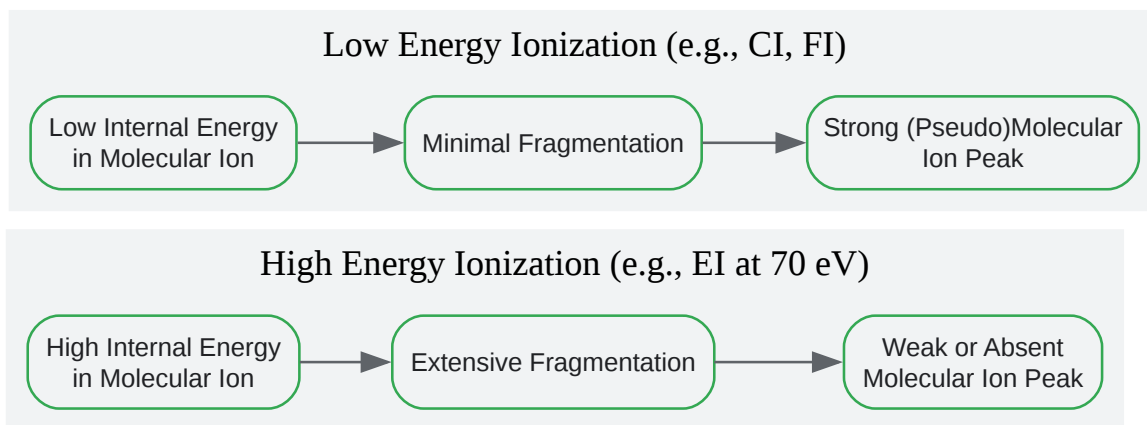 Low Energy Ionization (e.g., CI, FI)
Low Internal Energy
in Molecular Ion
Minimal Fragmentation
Strong (Pseudo)Molecular
Ion Peak
High Energy Ionization (e.g., EI at 70 eV)
High Internal Energy
in Molecular Ion
Extensive Fragmentation
Weak or Absent
Molecular Ion Peak